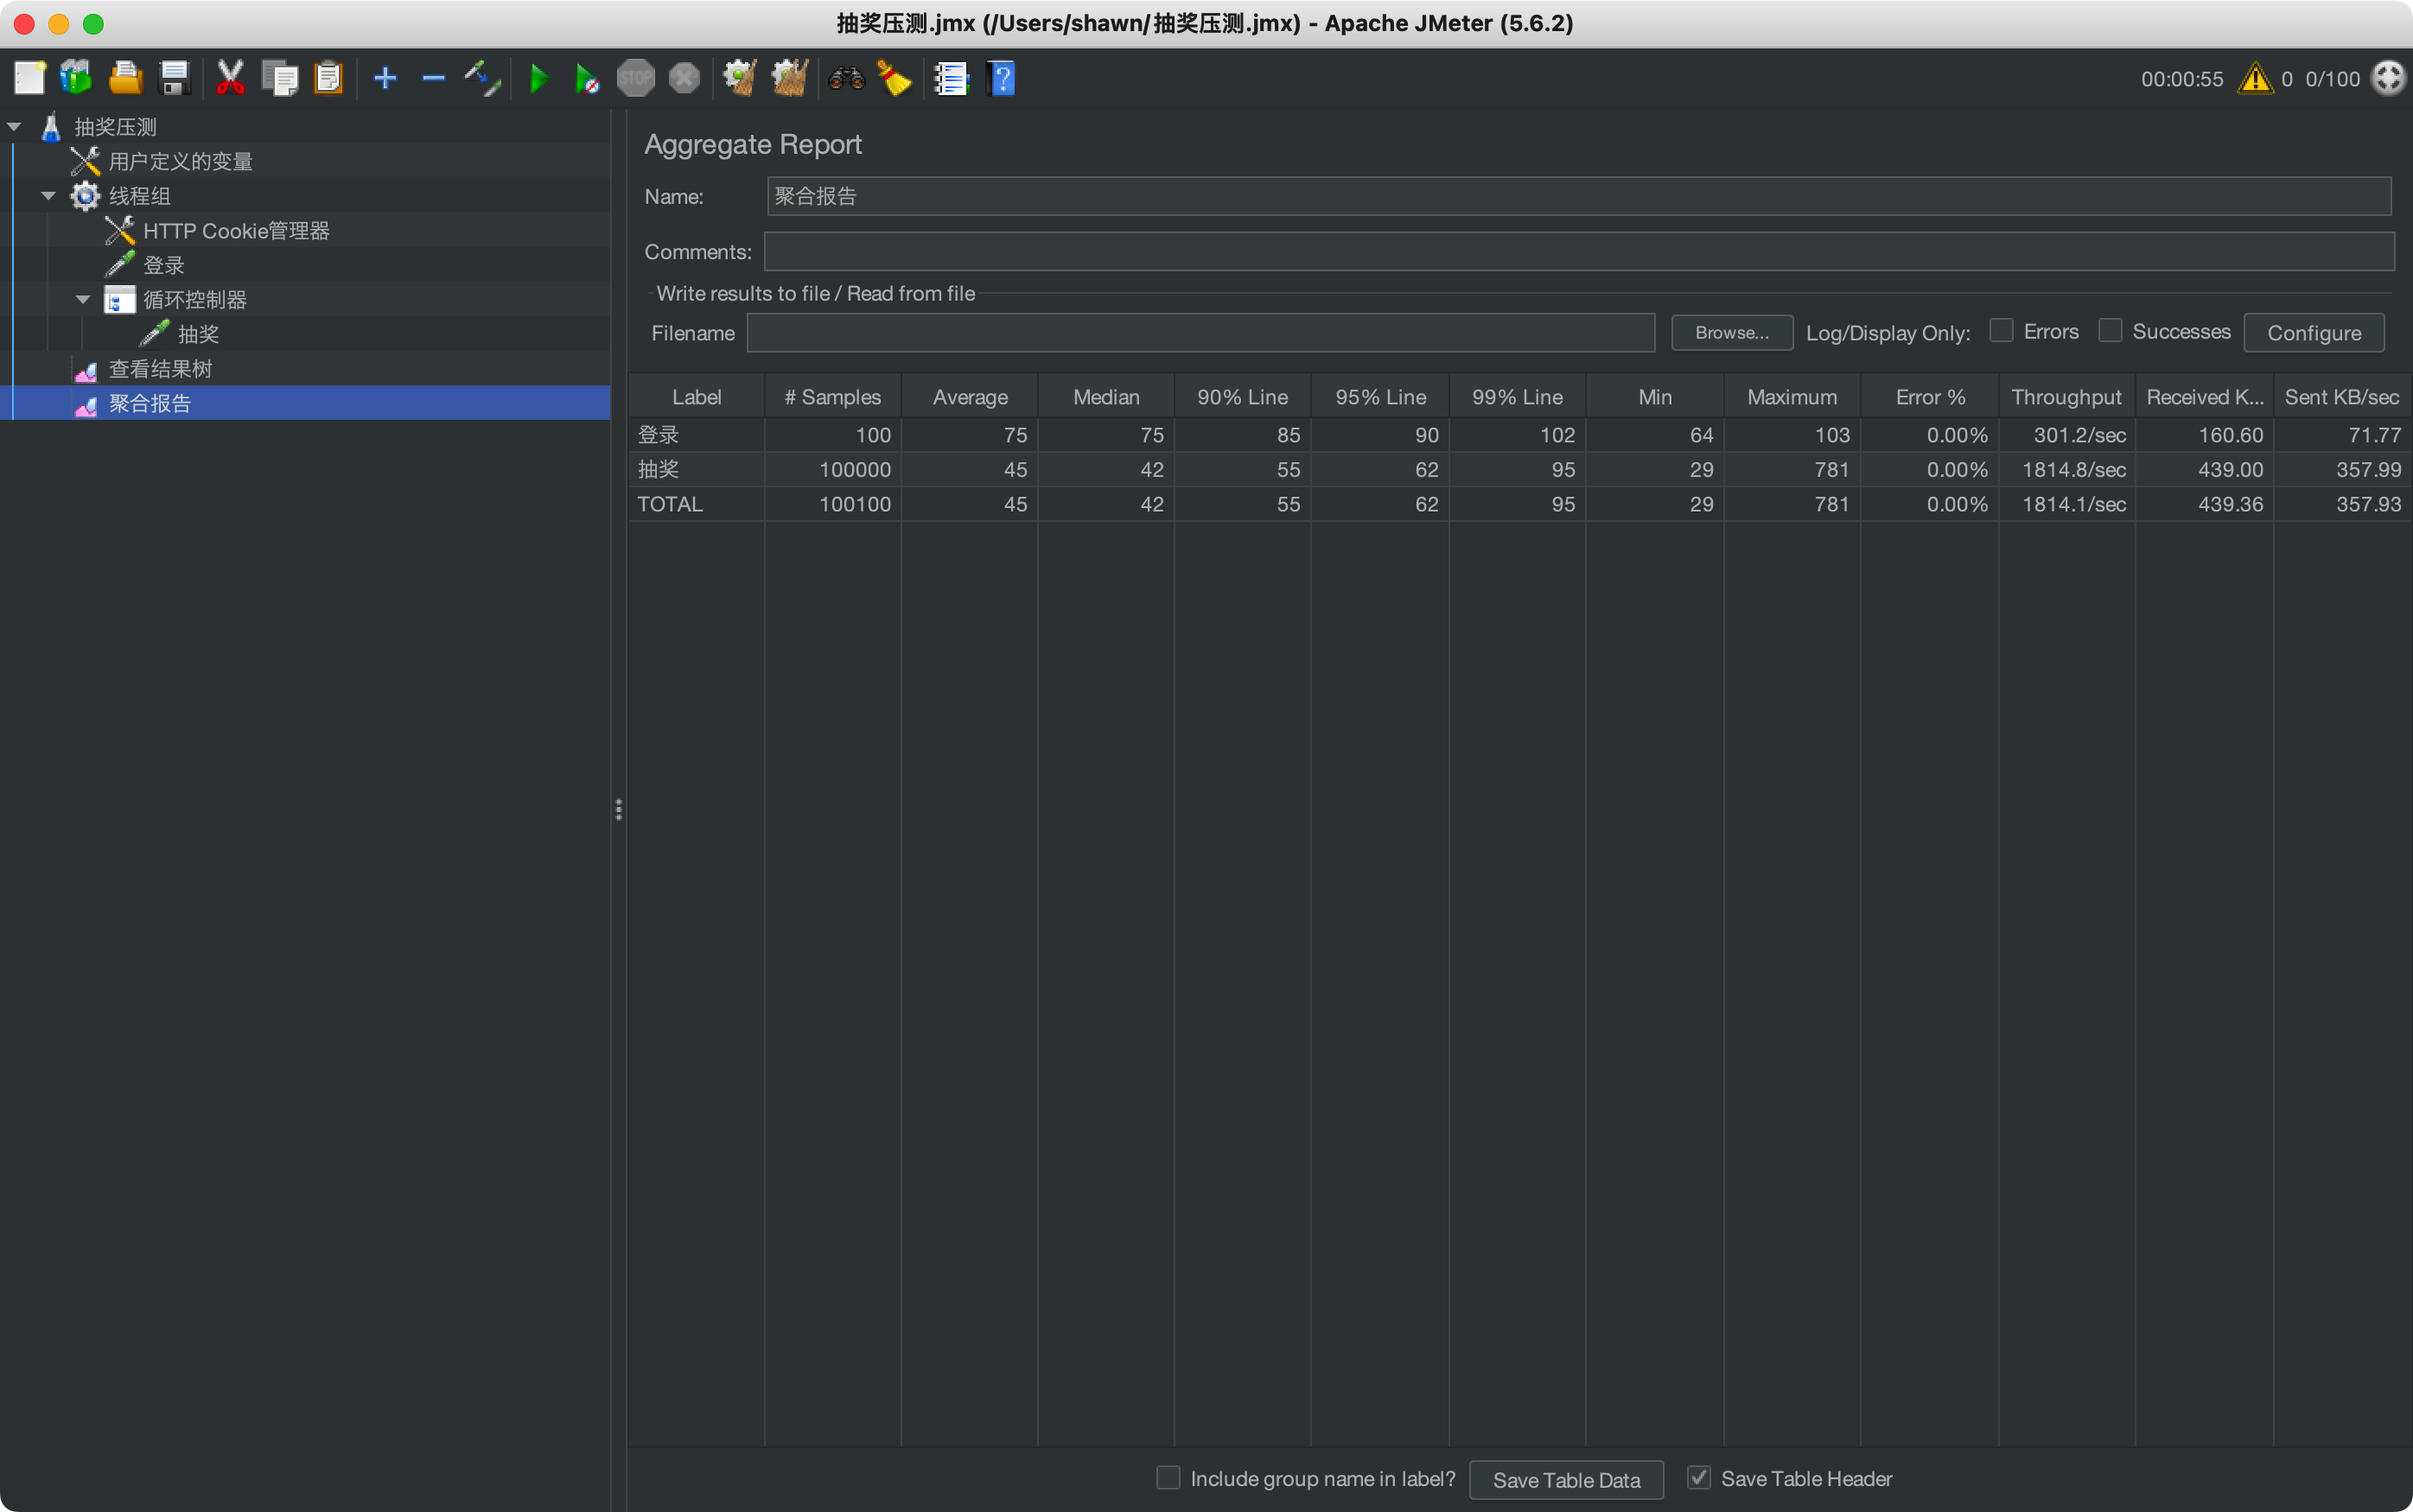 抽奖压测.jmx (/Users/shawn/抽奖压测.jmx) - Apache JMeter (5.6.2)
STOP
00:00:55 0 0/100
抽奖压测
用户定义的变量
线程组
HTTP Cookie管理器
登录
循环控制器
抽奖
查看结果树
聚合报告
Aggregate Report
Name: 聚合报告
Comments:
Write results to file / Read from file
Filename Browse... Log/Display Only: Errors Successes Configure
Label # Samples Average Median 90% Line 95% Line 99% Line Min Maximum Error % Throughput Received K... Sent KB/sec
登录 100 75 75 85 90 102 64 103 0.00% 301.2/sec 160.60 71.77
抽奖 100000 45 42 55 62 95 29 781 0.00% 1814.8/sec 439.00 357.99
TOTAL 100100 45 42 55 62 95 29 781 0.00% 1814.1/sec 439.36 357.93
Include group name in label? Save Table Data Save Table Header